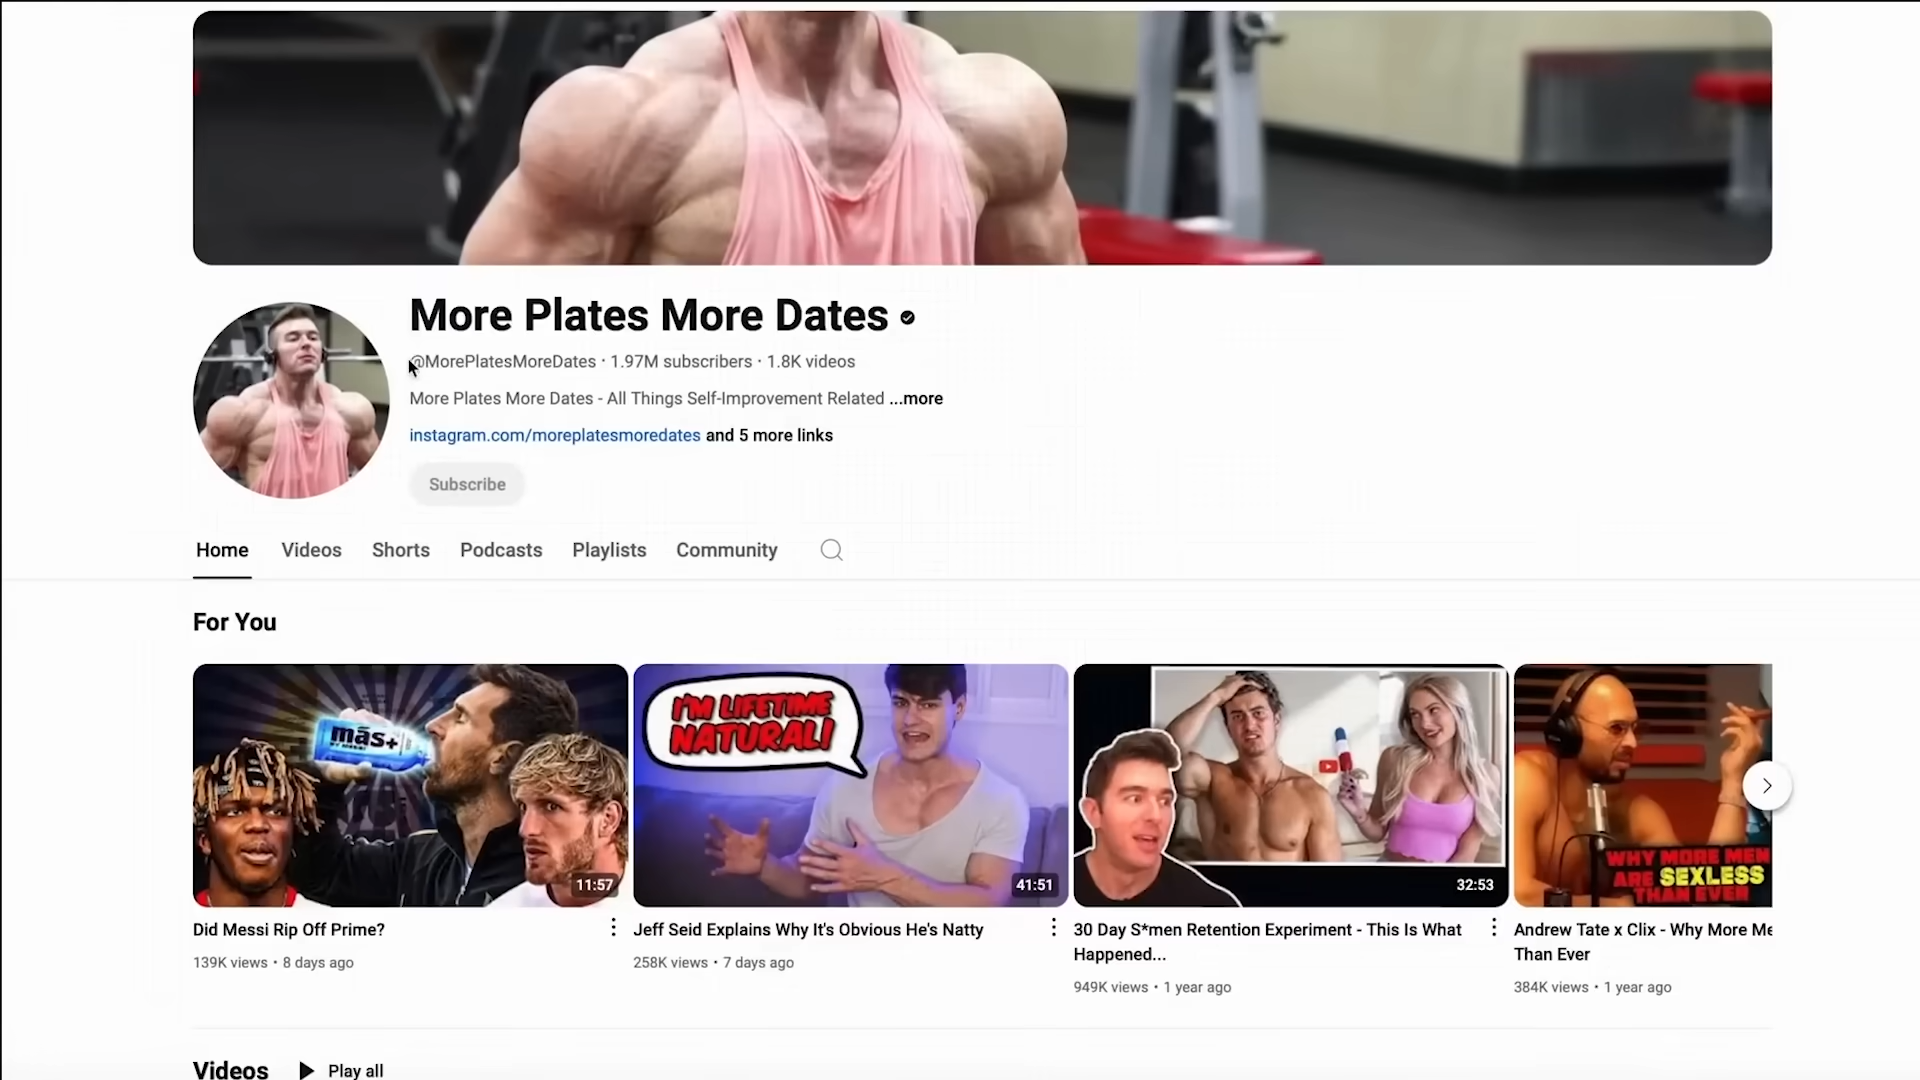 More Plates More Dates
@MorePlatesMoreDates · 1.97M subscribers · 1.8K videos
More Plates More Dates - All Things Self-Improvement Related ...more
instagram.com/moreplatesmoredates and 5 more links
Subscribe
Home Videos Shorts Podcasts Playlists Community
For You
más+
11:57
I'M LIFETIME
NATURAL!
41:51
32:53
WHY MORE MEN
ARE SEXLESS
THAN EVER
Did Messi Rip Off Prime?
139K views · 8 days ago
Jeff Seid Explains Why It's Obvious He's Natty
258K views · 7 days ago
30 Day S*men Retention Experiment - This Is What
Happened...
949K views · 1 year ago
Andrew Tate x Clix - Why More Me
Than Ever
384K views · 1 year ago
Videos Play all